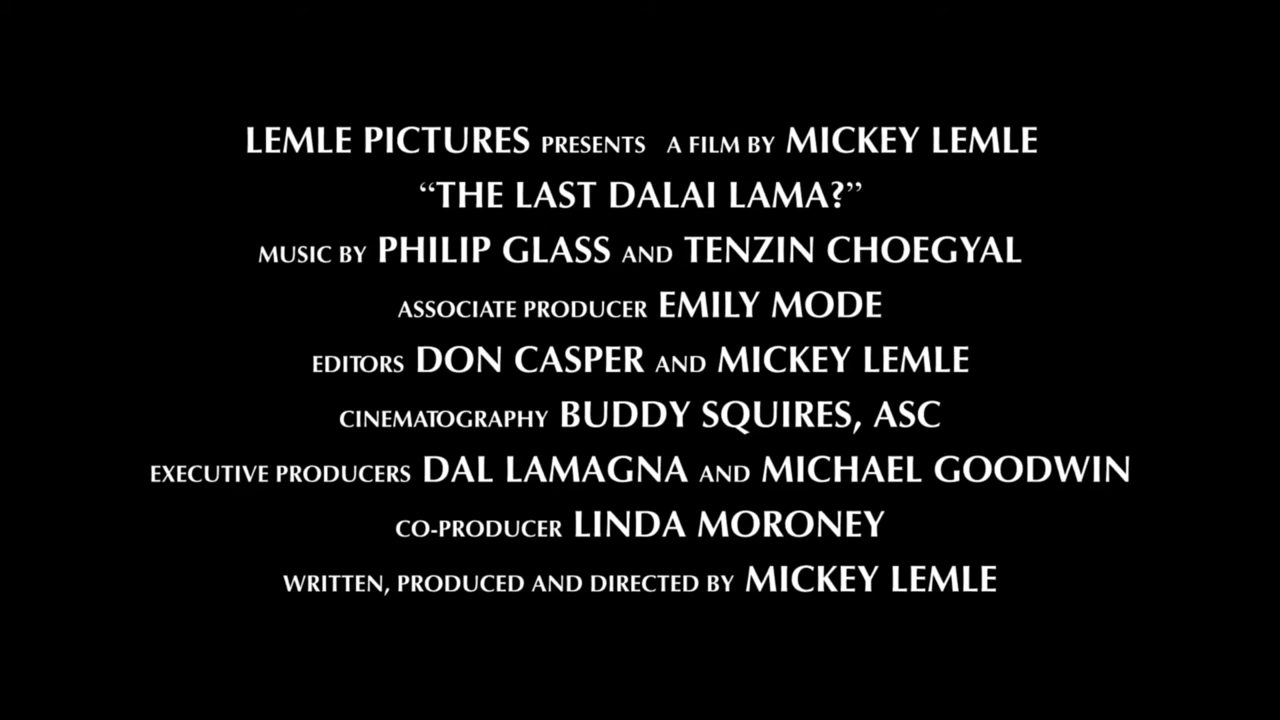 LEMLE PICTURES PRESENTS A FILM BY MICKEY LEMLE
“THE LAST DALAI LAMA?”
MUSIC BY PHILIP GLASS AND TENZIN CHOEGYAL
ASSOCIATE PRODUCER EMILY MODE
EDITORS DON CASPER AND MICKEY LEMLE
CINEMATOGRAPHY BUDDY SQUIRES, ASC
EXECUTIVE PRODUCERS DAL LAMAGNA AND MICHAEL GOODWIN
CO-PRODUCER LINDA MORONEY
WRITTEN, PRODUCED AND DIRECTED BY MICKEY LEMLE